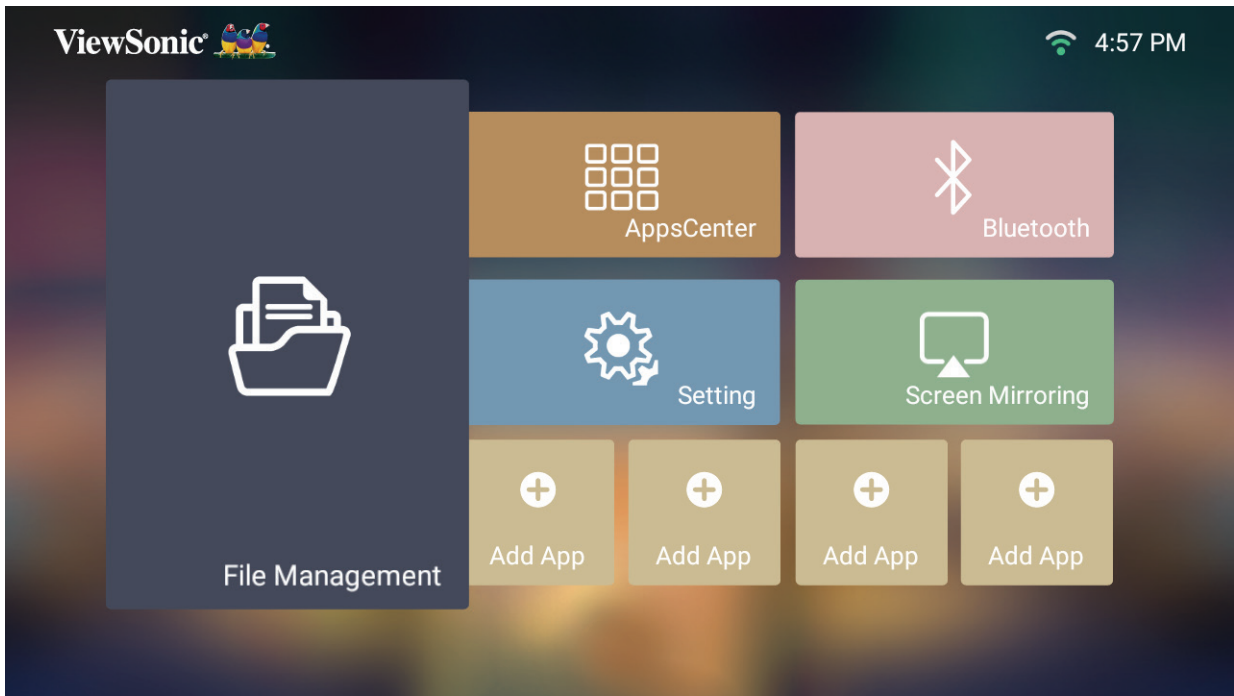 ViewSonic®
4:57 PM
AppsCenter
Bluetooth
Setting
Screen Mirroring
File Management
Add App
Add App
Add App
Add App